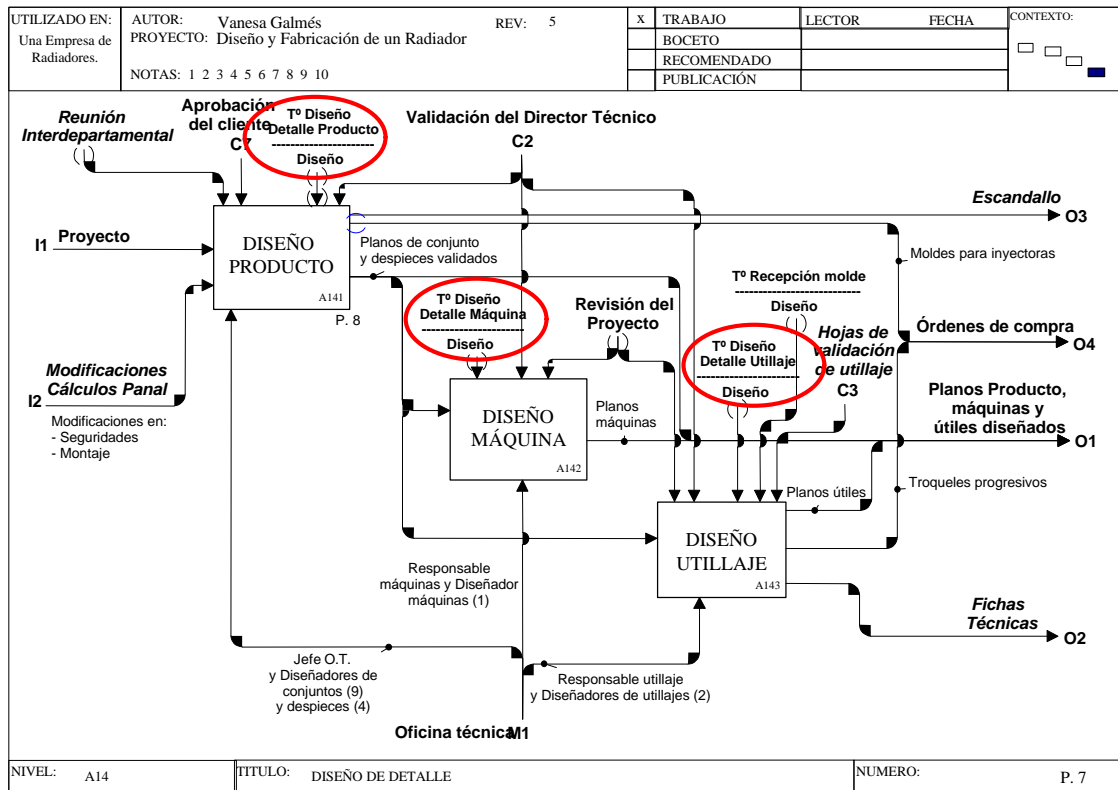 UTILIZADO EN:
Una Empresa de
Radiadores.
AUTOR: Vanesa Galmés
REV: 5
PROYECTO: Diseño y Fabricación de un Radiador
NOTAS: 1 2 3 4 5 6 7 8 9 10
X TRABAJO
BOCETO
RECOMENDADO
PUBLICACIÓN
LECTOR FECHA
CONTEXTO:
Reunión
Interdepartamental
Aprobación
del cliente
C7
Tº Diseño
Detalle Producto
-----------------------
Diseño
Validación del Director Técnico
C2
Escandallo
O3
I1 Proyecto
DISEÑO
PRODUCTO
A141
P. 8
Planos de conjunto
y despieces validados
Moldes para inyectoras
Tº Recepción molde
----------------------------
Diseño
Tº Diseño
Detalle Máquina
-----------------------
Diseño
Revisión del
Proyecto
Tº Diseño
Detalle Utillaje
-----------------------
Diseño
Hojas de
validación
de utillaje
C3
Órdenes de compra
O4
Modificaciones
Cálculos Panal
I2
Modificaciones en:
- Seguridades
- Montaje
DISEÑO
MÁQUINA
A142
Planos
máquinas
Planos Producto,
máquinas y
útiles diseñados
O1
Planos útiles
Troqueles progresivos
DISEÑO
UTILLAJE
A143
Responsable
máquinas y Diseñador
máquinas (1)
Fichas
Técnicas
O2
Jefe O.T.
y Diseñadores de
conjuntos (9)
y despieces (4)
Responsable utillaje
y Diseñadores de utillajes (2)
Oficina técnica M1
NIVEL: A14
TITULO: DISEÑO DE DETALLE
NUMERO: P. 7